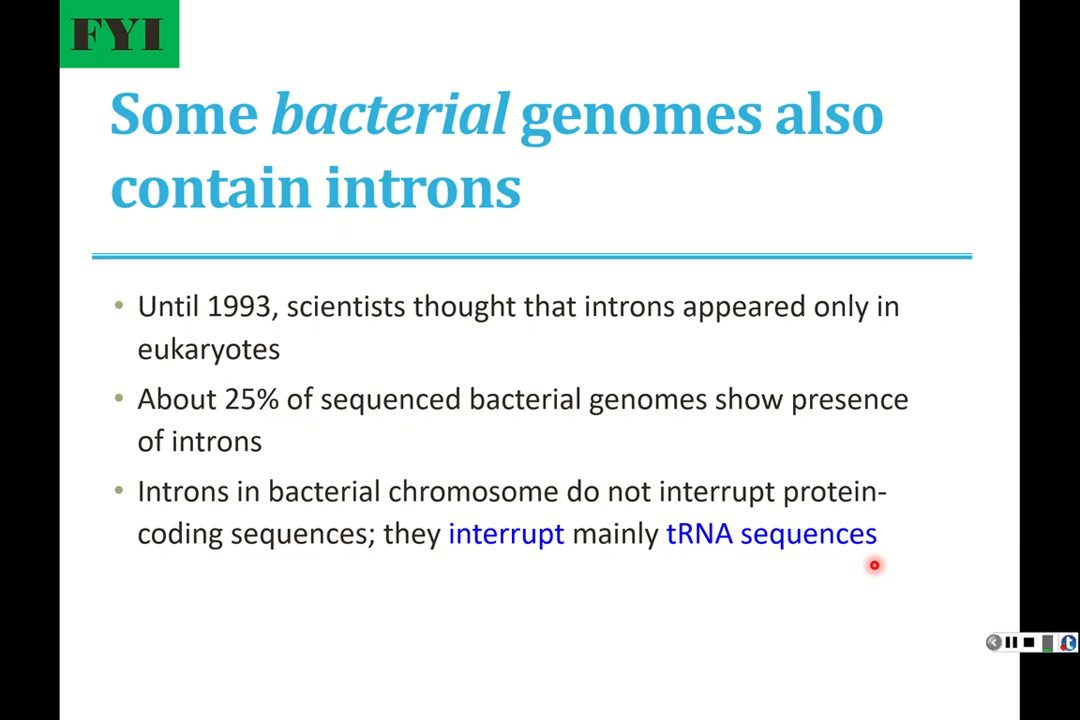 FYI
Some bacterial genomes also
contain introns
• Until 1993, scientists thought that introns appeared only in
eukaryotes
• About 25% of sequenced bacterial genomes show presence
of introns
• Introns in bacterial chromosome do not interrupt protein-
coding sequences; they interrupt mainly tRNA sequences
t